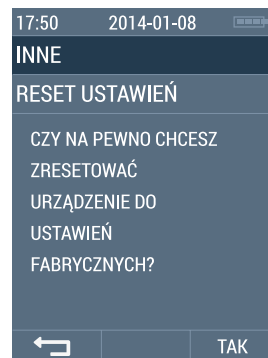 17:50 2014-01-08
INNE
RESET USTAWIEŃ
CZY NA PEWNO CHCESZ
ZRESETOWAĆ
URZĄDZENIE DO
USTAWIEŃ
FABRYCZNYCH?
TAK